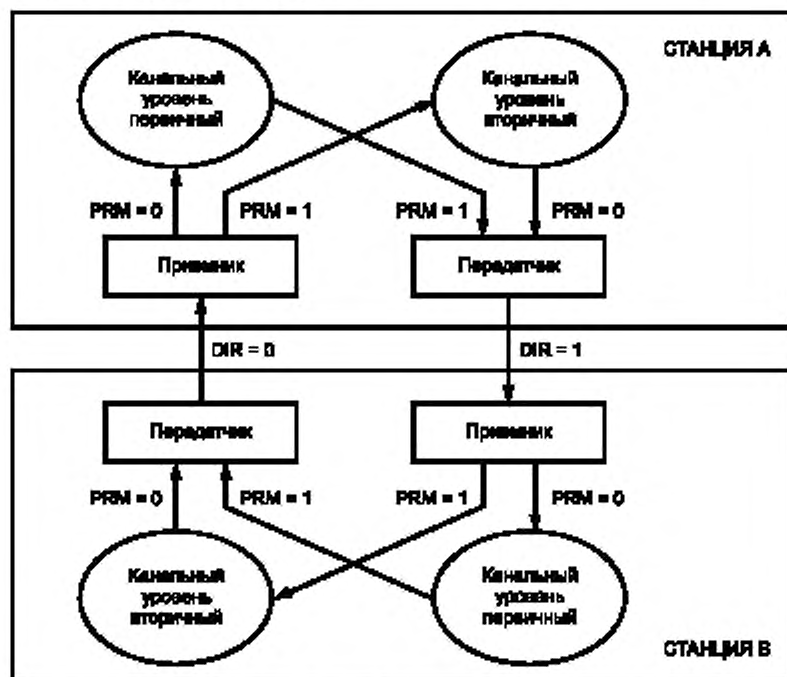 СТАНЦИЯ А
Канальный
уровень
первичный
Канальный
уровень
вторичный
PRM = 0
PRM = 1
PRM = 1
PRM = 0
Приемник
Передатчик
DIR = 0
DIR = 1
Передатчик
Приемник
PRM = 0
PRM = 1
PRM = 1
PRM = 0
Канальный
уровень
вторичный
Канальный
уровень
первичный
СТАНЦИЯ В